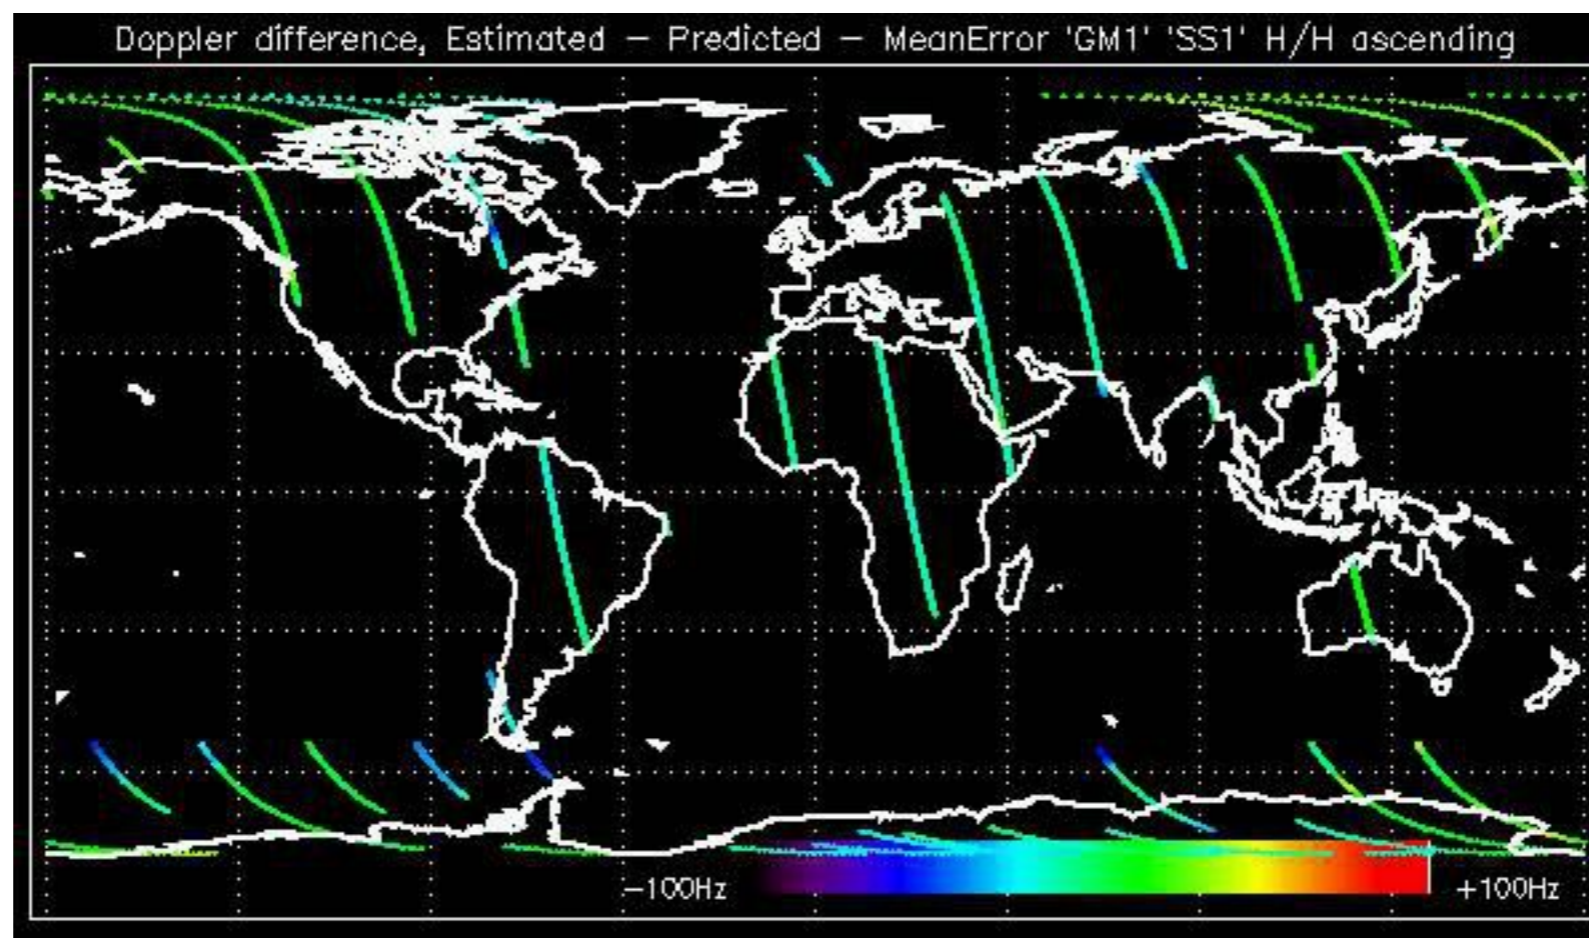 Doppler difference, Estimated — Predicted — MeanError 'GM1' 'SS1' H/H ascending
—100Hz
+100Hz